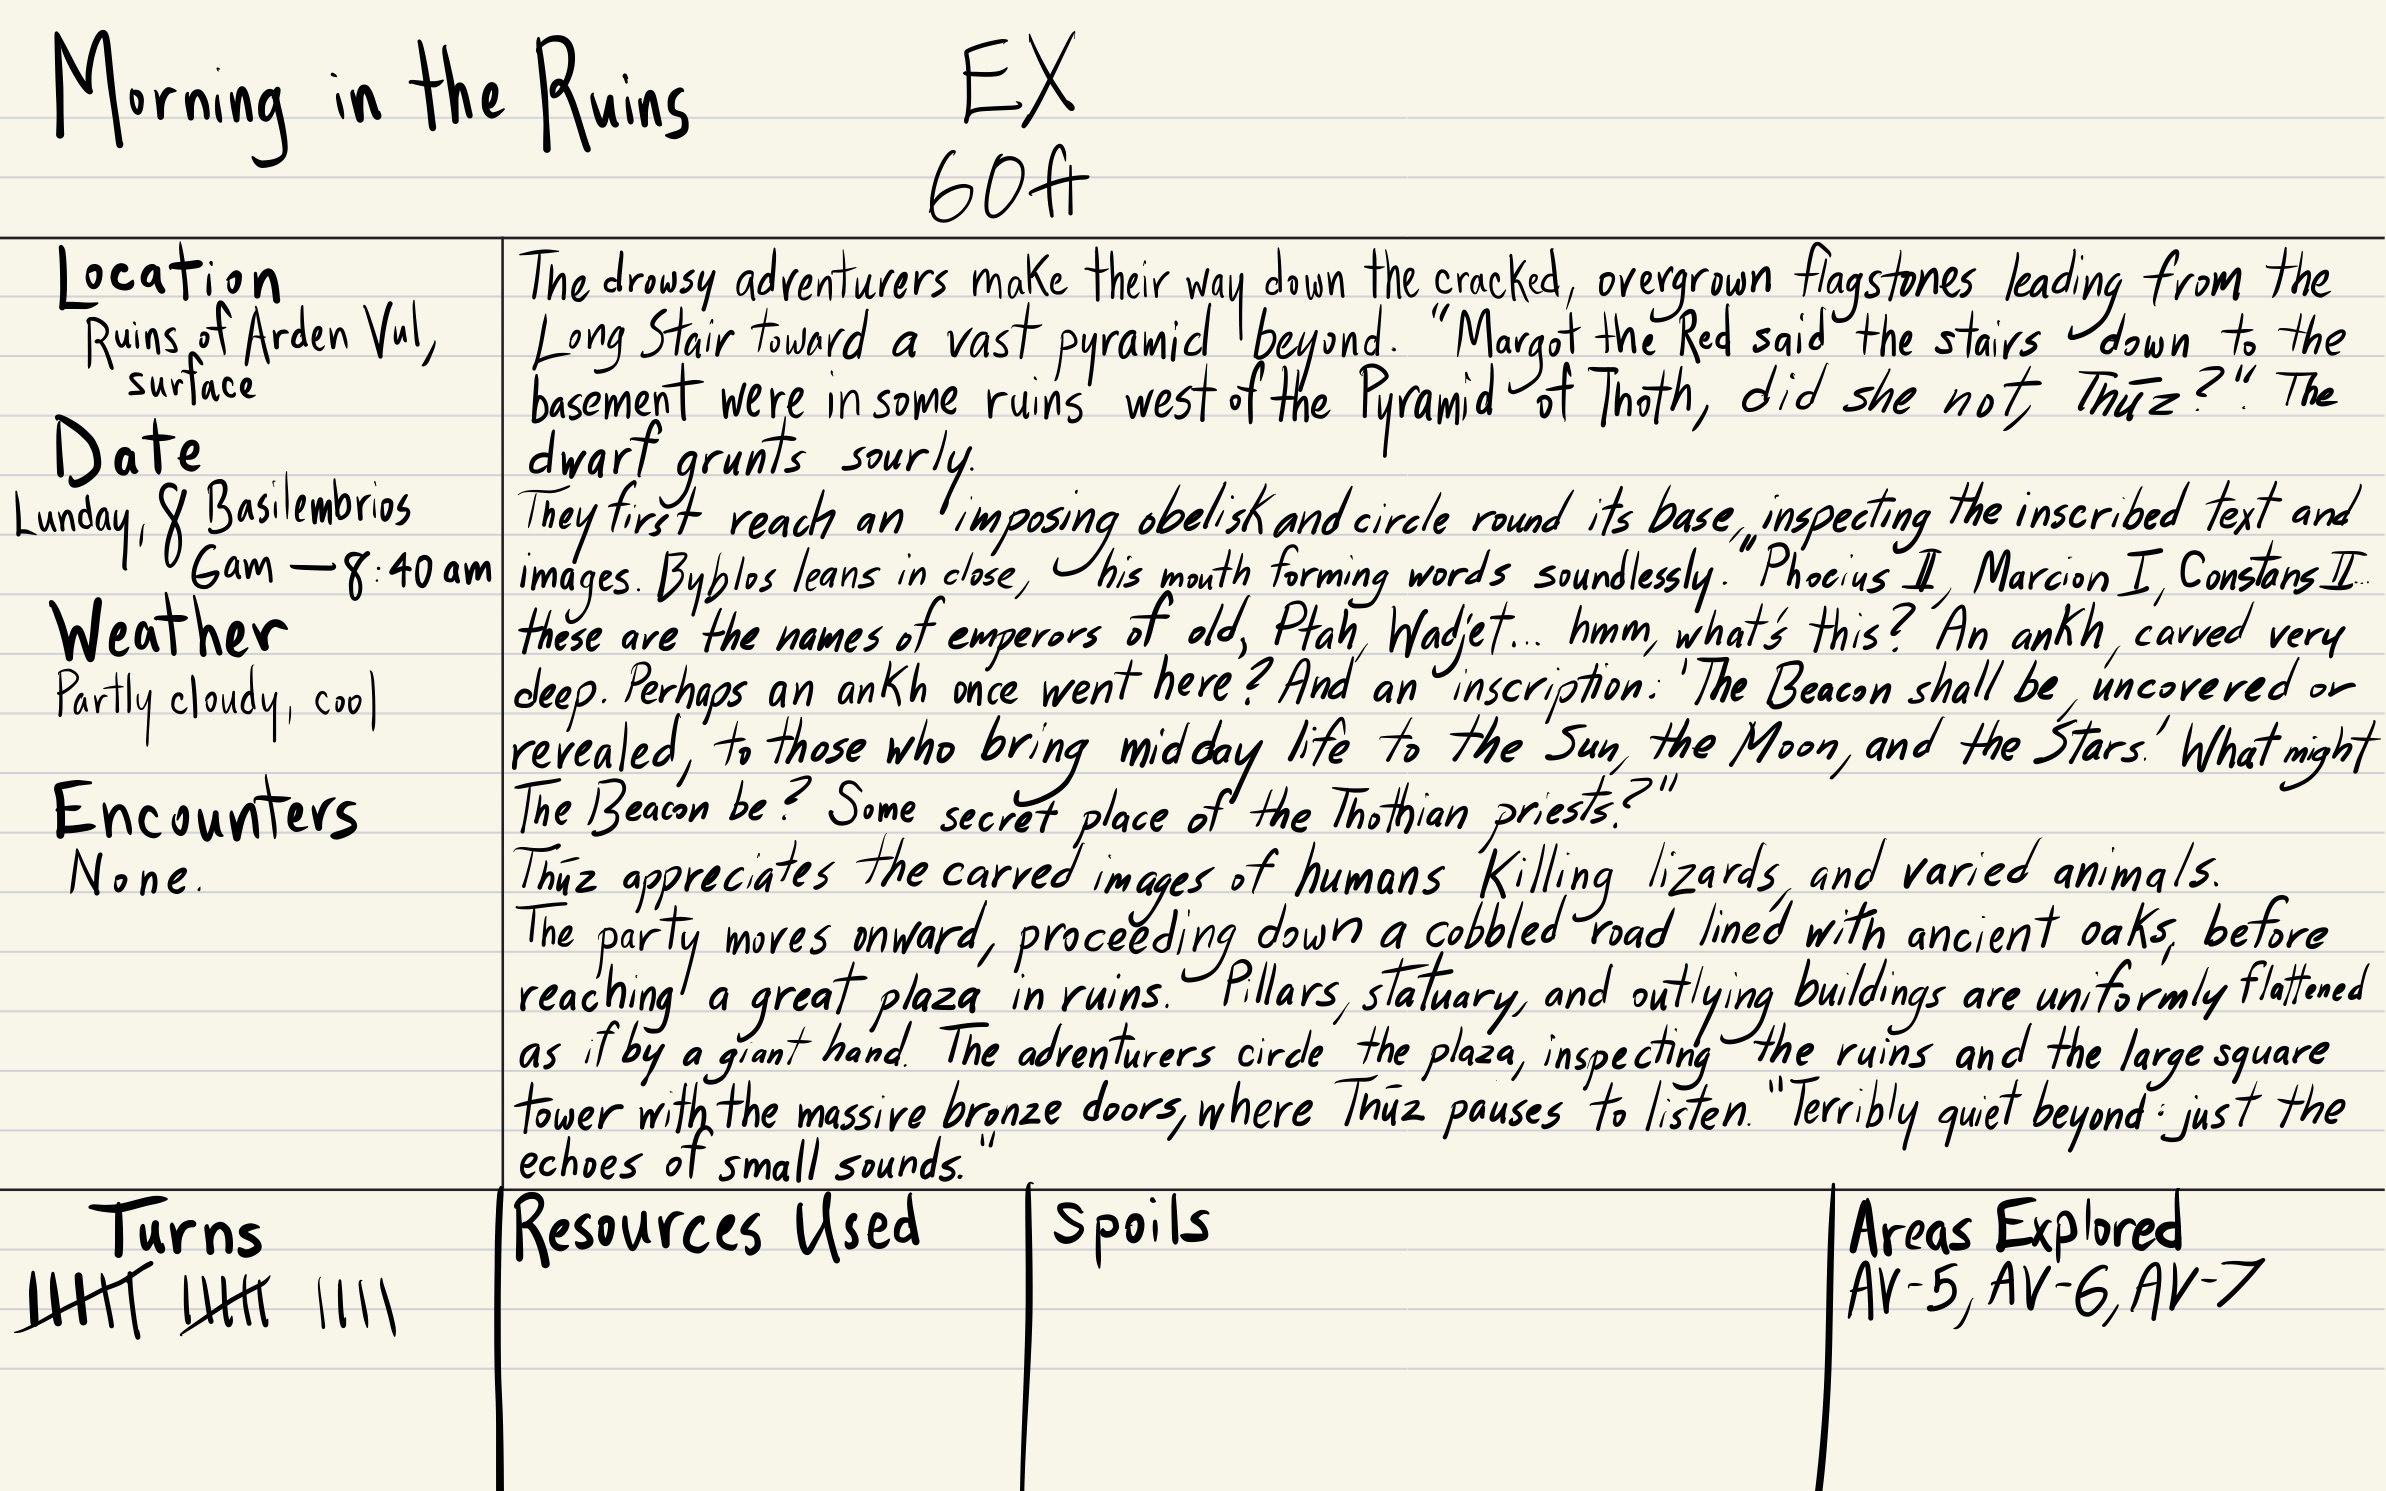 Morning in the Ruins
EX
60ft
Location
Ruins of Arden Vul,
surface
Date
Lunday, 8 Basilembrios
6am — 8:40am
Weather
Partly cloudy, cool
Encounters
None.
The drowsy adventurers make their way down the cracked, overgrown flagstones leading from the
Long Stair toward a vast pyramid beyond. "Margot the Red said the stairs down to the
basement were in some ruins west of the Pyramid of Thoth, did she not, Thūz?" The
dwarf grunts sourly.
They first reach an imposing obelisk and circle round its base, inspecting the inscribed text and
images. Byblos leans in close, his mouth forming words soundlessly. "Phocius II, Marcion I, Constans II...
these are the names of emperors of old, Ptah, Wadjet... hmm, what's this? An ankh, carved very
deep. Perhaps an ankh once went here? And an inscription: 'The Beacon shall be uncovered or
revealed, to those who bring midday life to the Sun, the Moon, and the Stars.' What might
The Beacon be? Some secret place of the Thothian priests?"
Thūz appreciates the carved images of humans killing lizards, and varied animals.
The party moves onward, proceeding down a cobbled road lined with ancient oaks, before
reaching a great plaza in ruins. Pillars, statuary, and outlying buildings are uniformly flattened
as if by a giant hand. The adventurers circle the plaza, inspecting the ruins and the large square
tower with the massive bronze doors, where Thūz pauses to listen. "Terribly quiet beyond: just the
echoes of small sounds."
Turns
Resources Used
Spoils
Areas Explored
AV-5, AV-6, AV-7